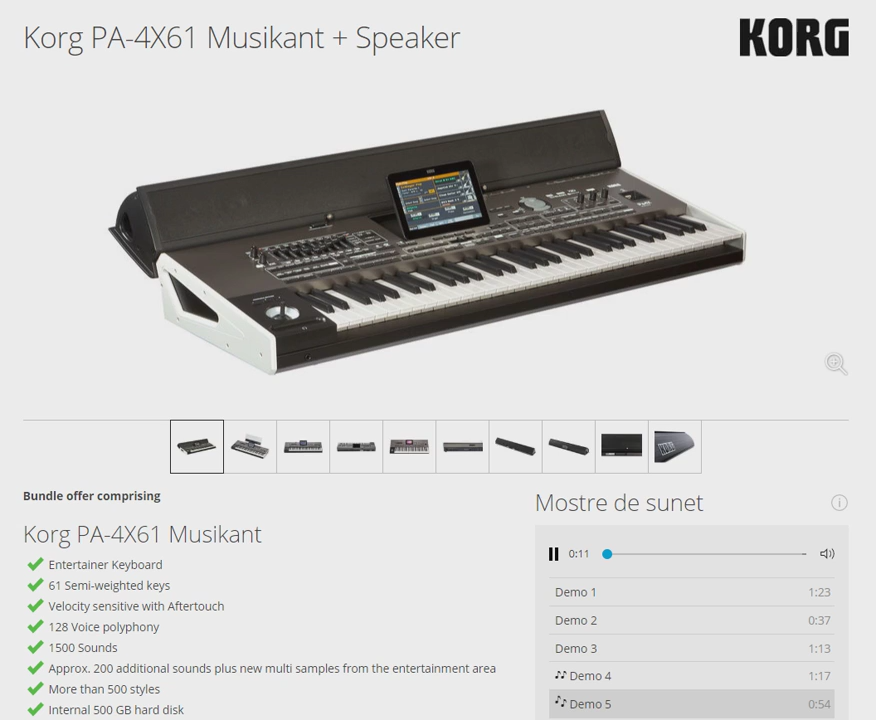 Korg PA-4X61 Musikant + Speaker
KORG
Bundle offer comprising
Korg PA-4X61 Musikant
Entertainer Keyboard
61 Semi-weighted keys
Velocity sensitive with Aftertouch
128 Voice polyphony
1500 Sounds
Approx. 200 additional sounds plus new multi samples from the entertainment area
More than 500 styles
Internal 500 GB hard disk
Mostre de sunet
0:11
Demo 1 1:23
Demo 2 0:37
Demo 3 1:13
Demo 4 1:17
Demo 5 0:54